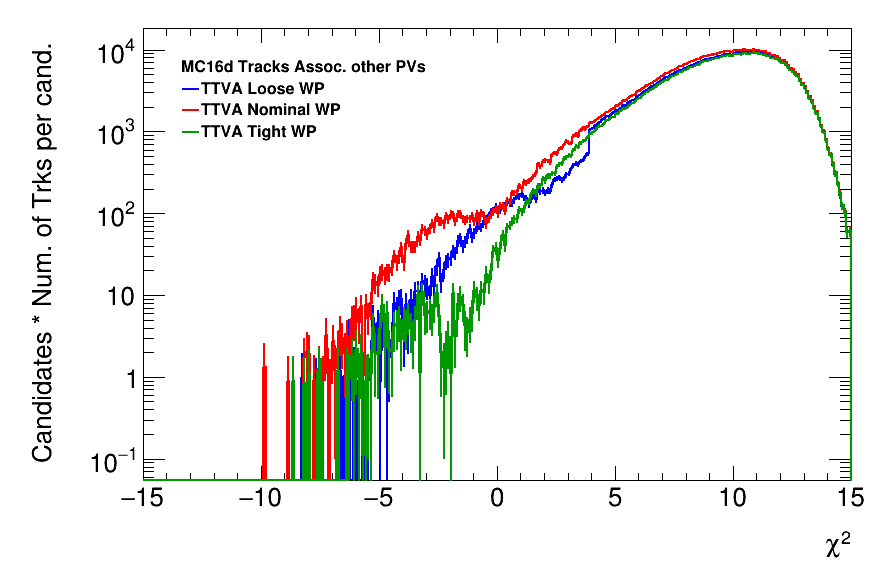 Candidates * Num. of Trks per cand.
MC16d Tracks Assoc. other PVs
TTVA Loose WP
TTVA Nominal WP
TTVA Tight WP
10⁴
10³
10²
10
1
10⁻¹
−15 −10 −5 0 5 10 15
χ²